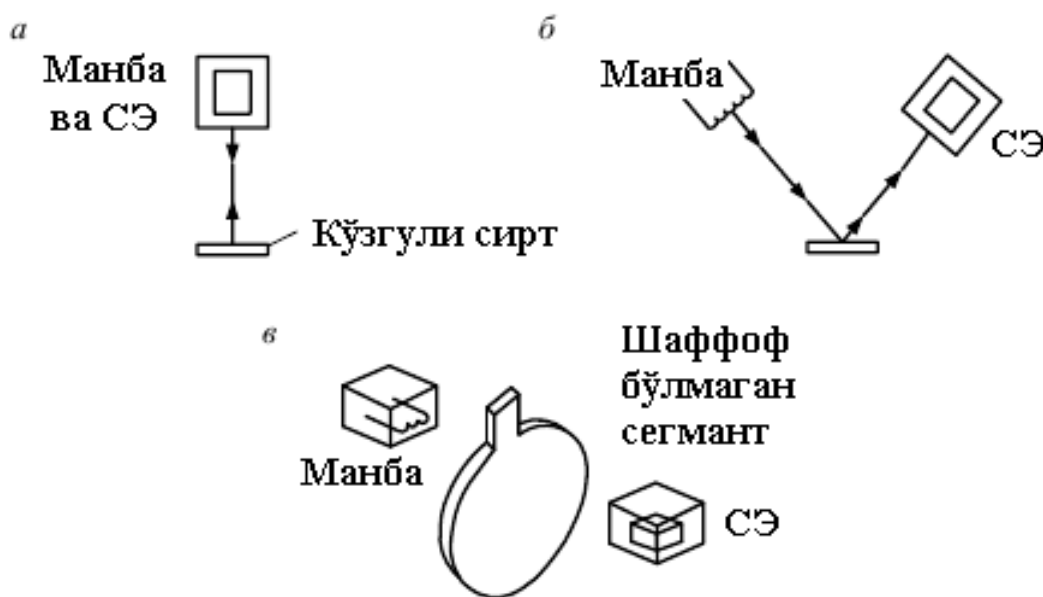 а
Манба
ва СЭ
Кўзгули сирт
б
Манба
СЭ
в
Манба
Шаффоф
бўлмаган
сегмант
СЭ